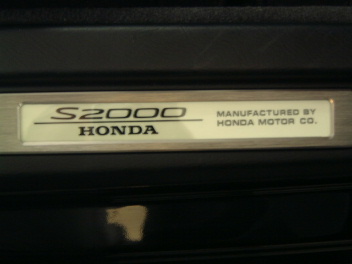 S2000
HONDA
MANUFACTURED BY
HONDA MOTOR CO.